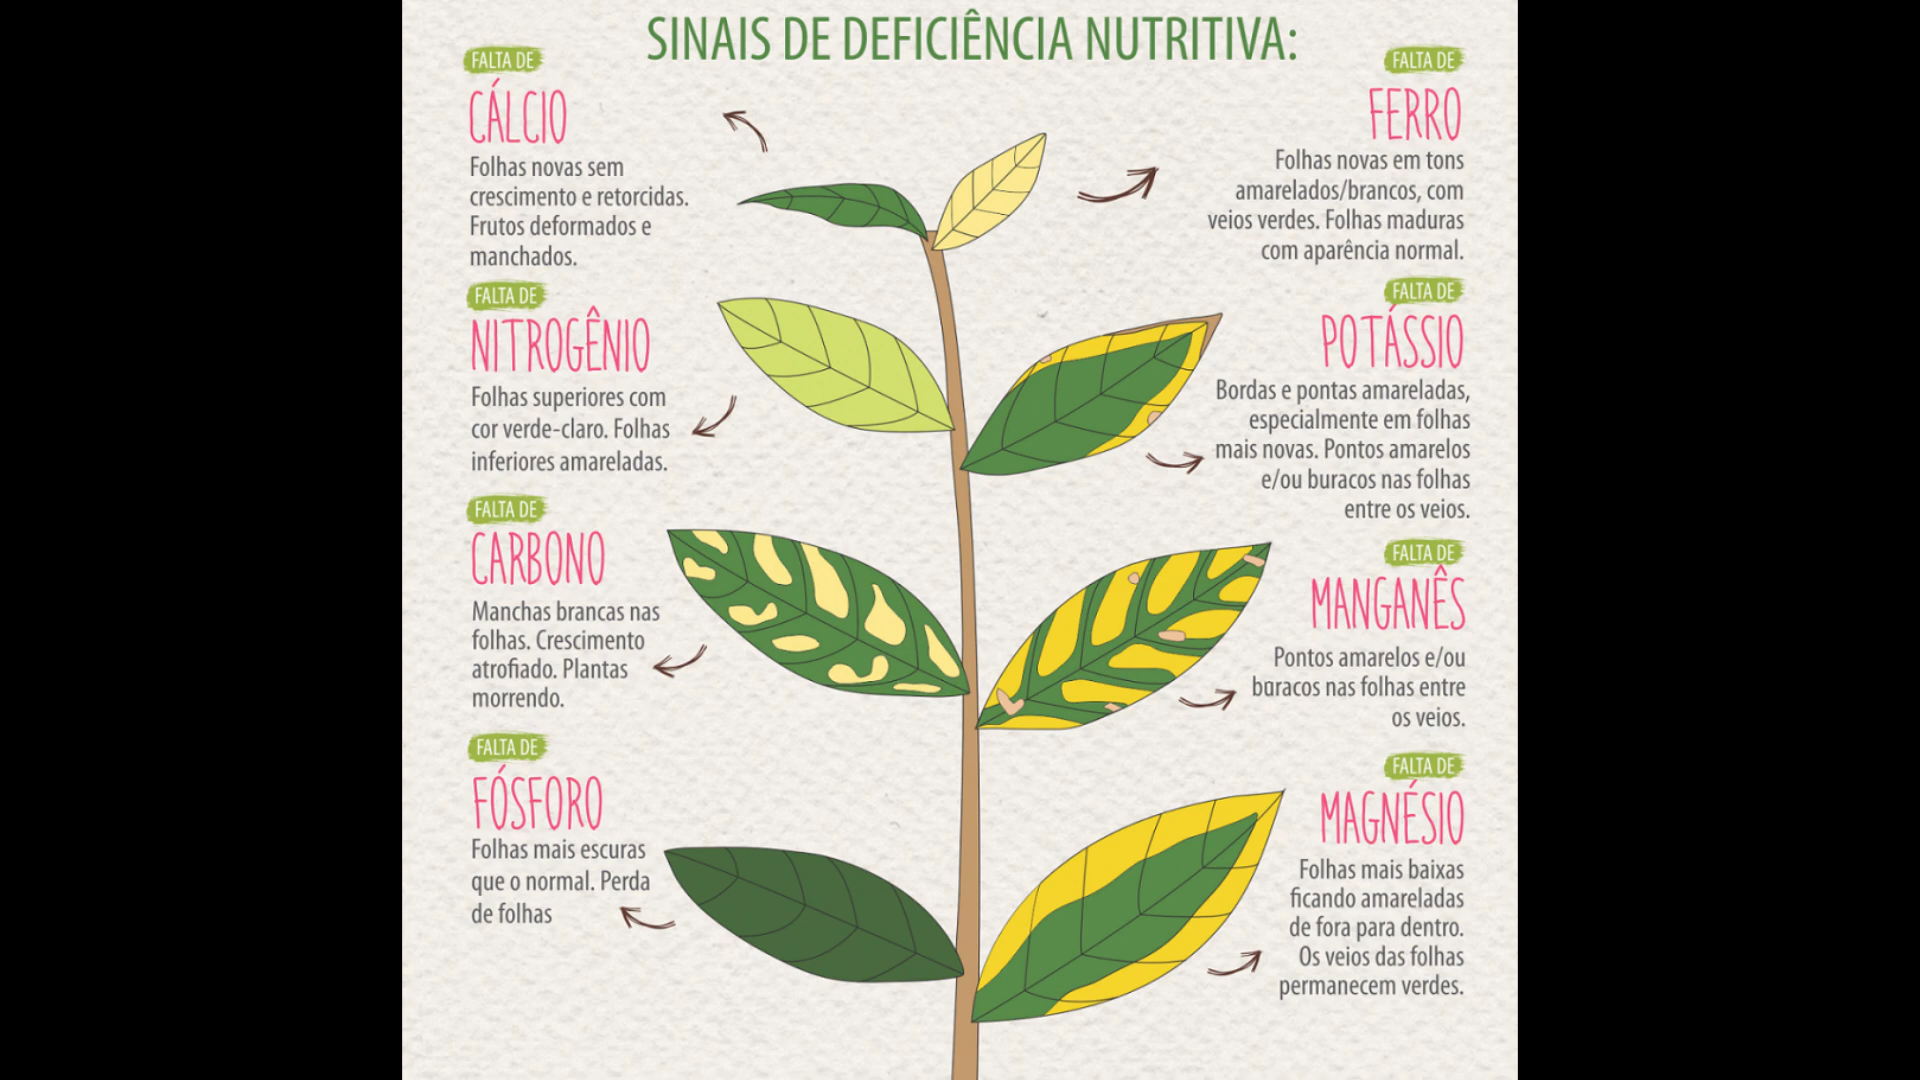 SINAIS DE DEFICIÊNCIA NUTRITIVA:
FALTA DE
CÁLCIO
Folhas novas sem
crescimento e retorcidas.
Frutos deformados e
manchados.
FALTA DE
NITROGÊNIO
Folhas superiores com
cor verde-claro. Folhas
inferiores amareladas.
FALTA DE
CARBONO
Manchas brancas nas
folhas. Crescimento
atrofiado. Plantas
morrendo.
FALTA DE
FÓSFORO
Folhas mais escuras
que o normal. Perda
de folhas
FALTA DE
FERRO
Folhas novas em tons
amarelados/brancos, com
veios verdes. Folhas maduras
com aparência normal.
FALTA DE
POTÁSSIO
Bordas e pontas amareladas,
especialmente em folhas
mais novas. Pontos amarelos
e/ou buracos nas folhas
entre os veios.
FALTA DE
MANGANÊS
Pontos amarelos e/ou
buracos nas folhas entre
os veios.
FALTA DE
MAGNÉSIO
Folhas mais baixas
ficando amareladas
de fora para dentro.
Os veios das folhas
permanecem verdes.